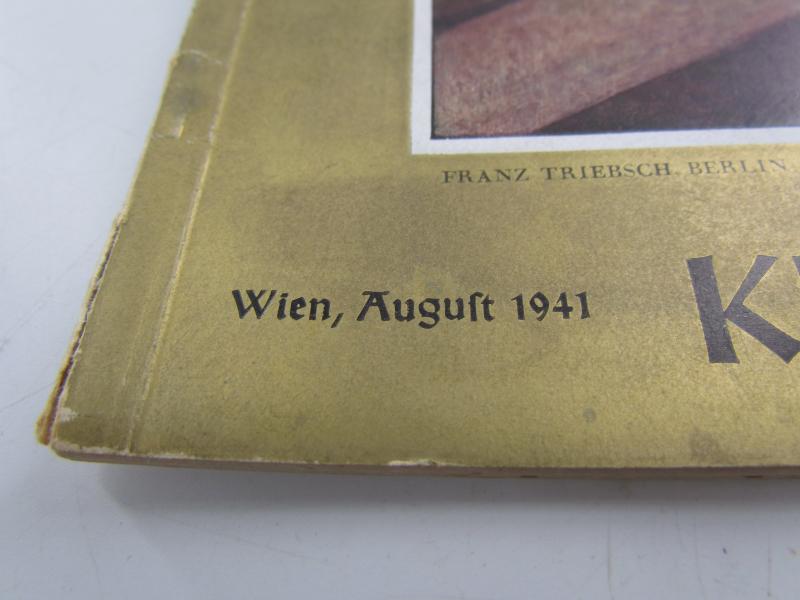 FRANZ TRIEBSCH, BERLIN
Wien, Auguſt 1941